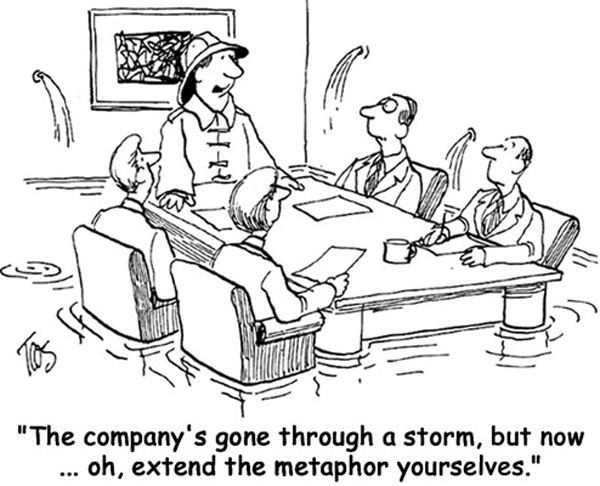 "The company's gone through a storm, but now
... oh, extend the metaphor yourselves."